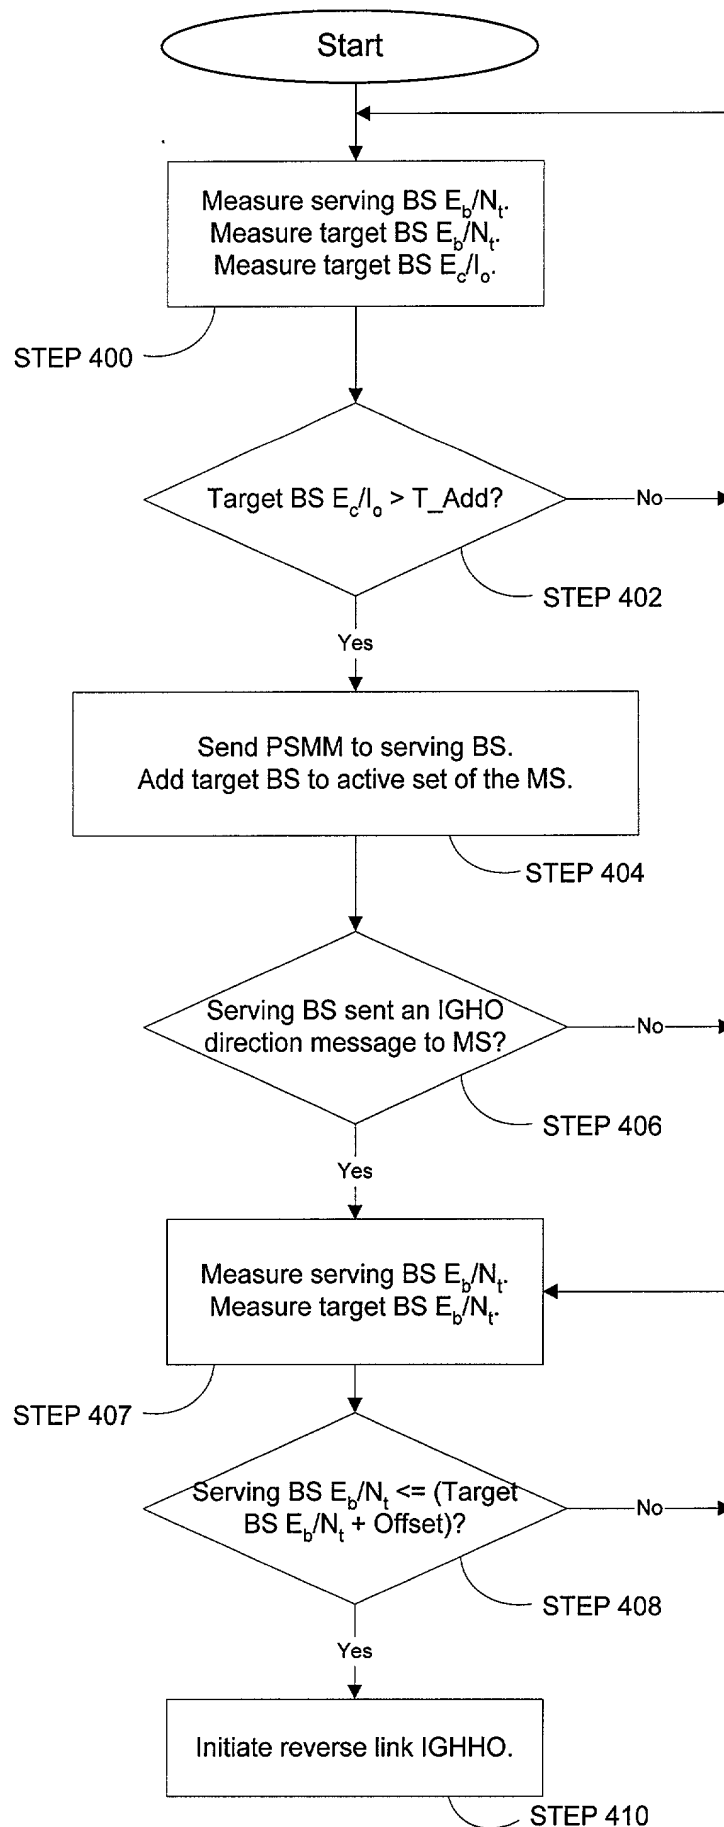 Start
Measure serving BS E_b/N_t.
Measure target BS E_b/N_t.
Measure target BS E_c/I_o.
STEP 400
Target BS E_c/I_o > T_Add?
No
STEP 402
Yes
Send PSMM to serving BS.
Add target BS to active set of the MS.
STEP 404
Serving BS sent an IGHO
direction message to MS?
No
STEP 406
Yes
Measure serving BS E_b/N_t.
Measure target BS E_b/N_t.
STEP 407
Serving BS E_b/N_t <= (Target
BS E_b/N_t + Offset)?
No
STEP 408
Yes
Initiate reverse link IGHHO.
STEP 410